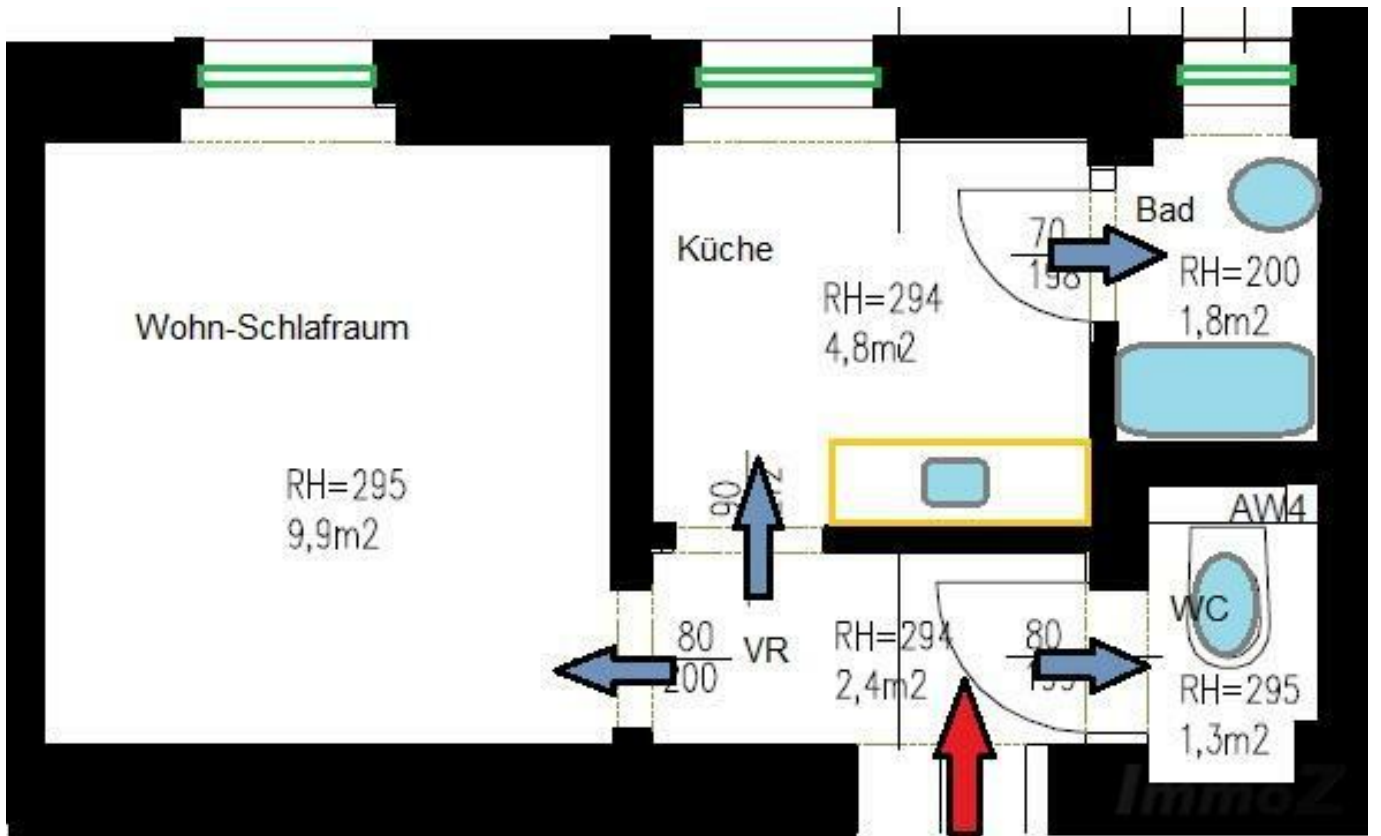 Wohn-Schlafraum
RH=295
9,9m2
Küche
RH=294
4,8m2
70
198
Bad
RH=200
1,8m2
90
80
200
VR
RH=294
2,4m2
80
AW4
WC
RH=295
1,3m2
ImmoZ